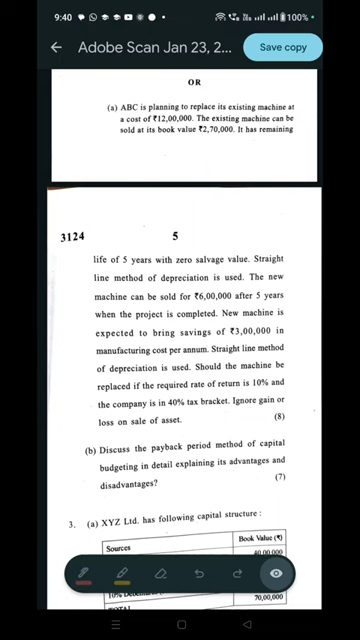 9:40
100%
Adobe Scan Jan 23, 2...
Save copy
OR
(a) ABC is planning to replace its existing machine at
a cost of ₹12,00,000. The existing machine can be
sold at its book value ₹2,70,000. It has remaining
3124
5
life of 5 years with zero salvage value. Straight
line method of depreciation is used. The new
machine can be sold for ₹6,00,000 after 5 years
when the project is completed. New machine is
expected to bring savings of ₹3,00,000 in
manufacturing cost per annum. Straight line method
of depreciation is used. Should the machine be
replaced if the required rate of return is 10% and
the company is in 40% tax bracket. Ignore gain or
loss on sale of asset.
(8)
(b) Discuss the payback period method of capital
budgeting in detail explaining its advantages and
disadvantages?
(7)
3. (a) XYZ Ltd. has following capital structure :
Sources
Book Value (₹)
40,00,000
10%
70,00,000